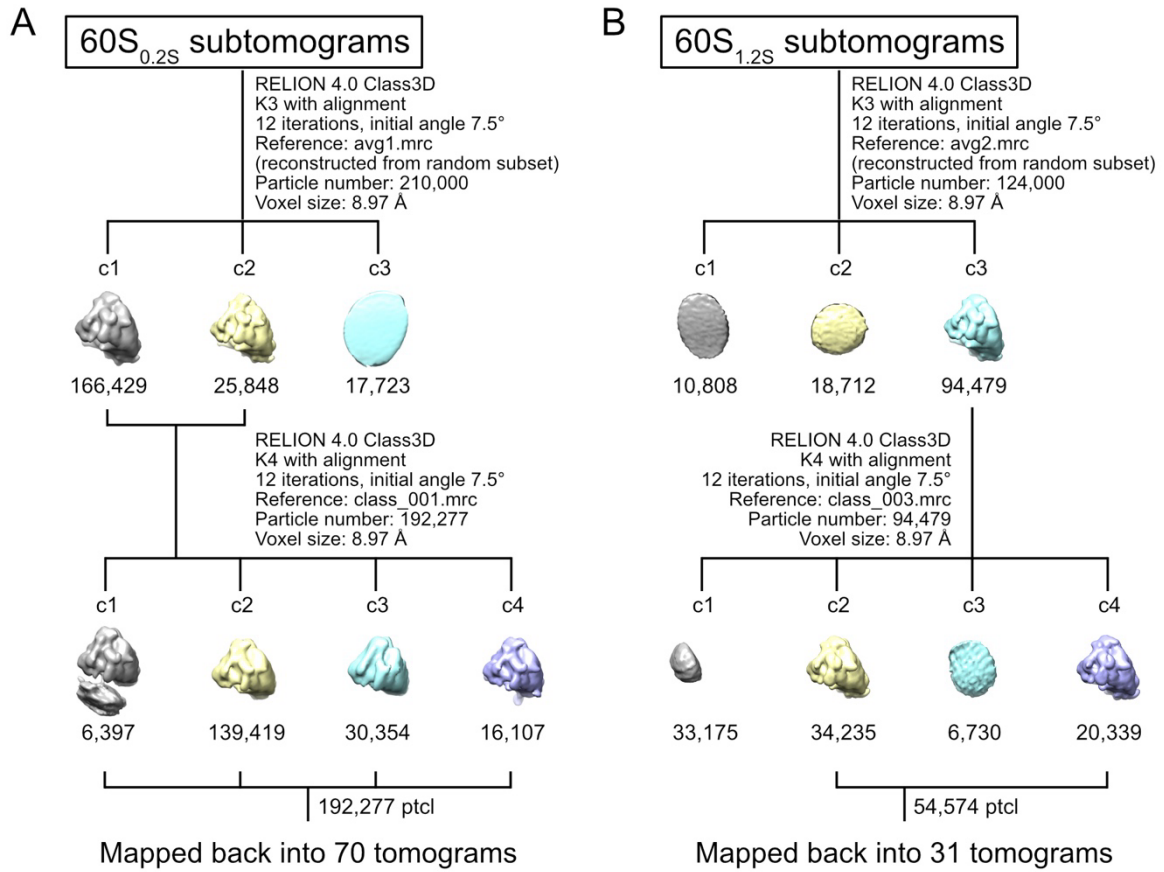 A
60S0.2S subtomograms
RELION 4.0 Class3D
K3 with alignment
12 iterations, initial angle 7.5°
Reference: avg1.mrc
(reconstructed from random subset)
Particle number: 210,000
Voxel size: 8.97 Å
c1 c2 c3
166,429 25,848 17,723
RELION 4.0 Class3D
K4 with alignment
12 iterations, initial angle 7.5°
Reference: class_001.mrc
Particle number: 192,277
Voxel size: 8.97 Å
c1 c2 c3 c4
6,397 139,419 30,354 16,107
192,277 ptcl
Mapped back into 70 tomograms
B
60S1.2S subtomograms
RELION 4.0 Class3D
K3 with alignment
12 iterations, initial angle 7.5°
Reference: avg2.mrc
(reconstructed from random subset)
Particle number: 124,000
Voxel size: 8.97 Å
c1 c2 c3
10,808 18,712 94,479
RELION 4.0 Class3D
K4 with alignment
12 iterations, initial angle 7.5°
Reference: class_003.mrc
Particle number: 94,479
Voxel size: 8.97 Å
c1 c2 c3 c4
33,175 34,235 6,730 20,339
54,574 ptcl
Mapped back into 31 tomograms